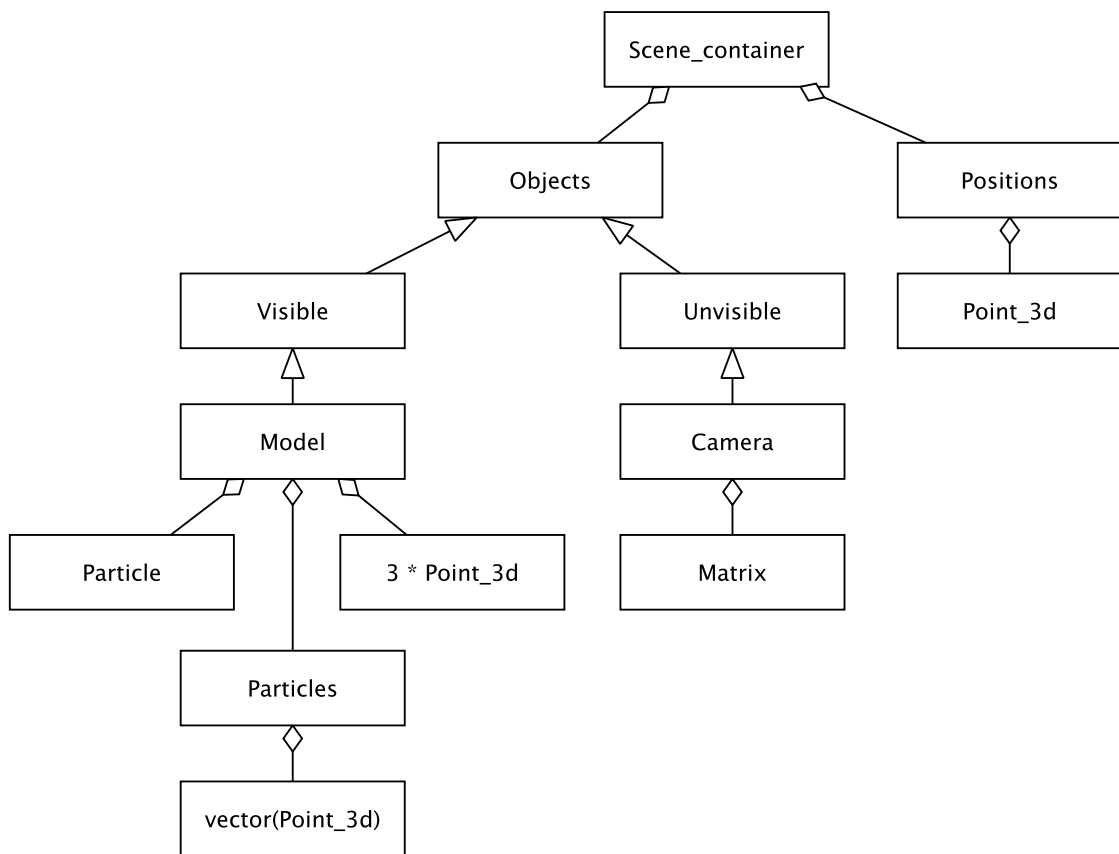 Scene_container
Objects
Positions
Visible
Unvisible
Point_3d
Model
Camera
Particle
3 * Point_3d
Matrix
Particles
vector(Point_3d)